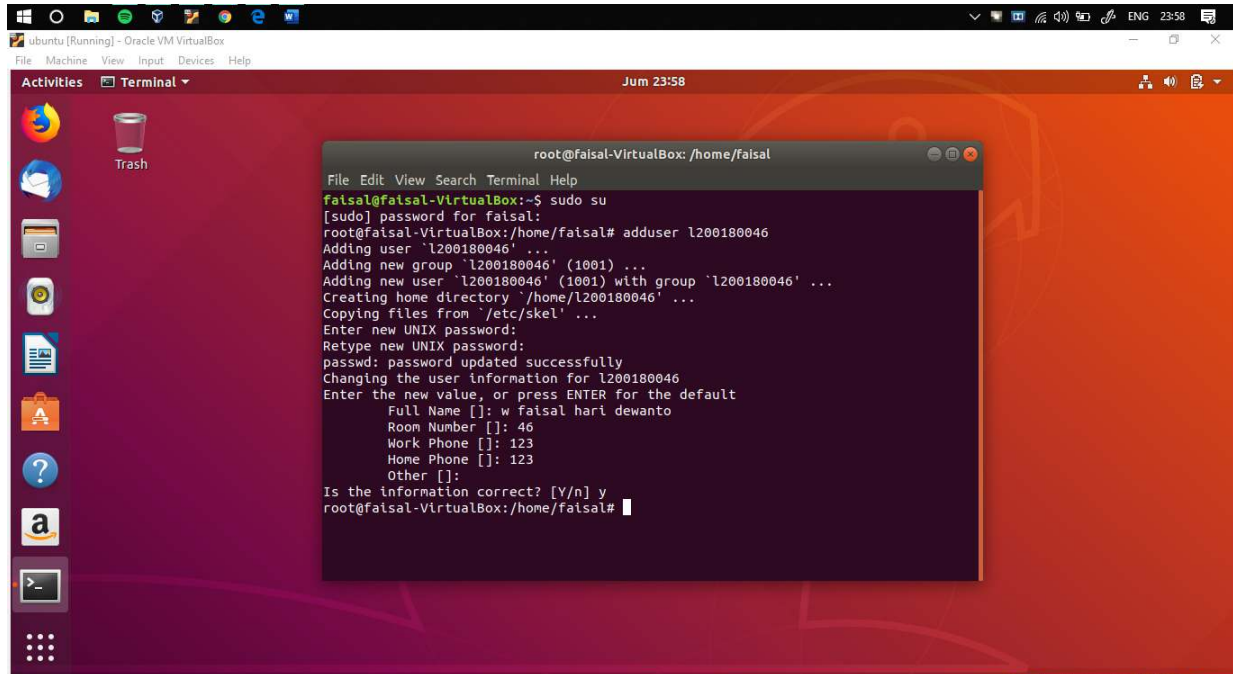 ENG 23:58
ubuntu [Running] - Oracle VM VirtualBox
File Machine View Input Devices Help
Activities Terminal Jum 23:58
Trash
root@faisal-VirtualBox: /home/faisal
File Edit View Search Terminal Help
faisal@faisal-VirtualBox:~$ sudo su
[sudo] password for faisal:
root@faisal-VirtualBox:/home/faisal# adduser l200180046
Adding user `l200180046' ...
Adding new group `l200180046' (1001) ...
Adding new user `l200180046' (1001) with group `l200180046' ...
Creating home directory `/home/l200180046' ...
Copying files from `/etc/skel' ...
Enter new UNIX password:
Retype new UNIX password:
passwd: password updated successfully
Changing the user information for l200180046
Enter the new value, or press ENTER for the default
Full Name []: w faisal hari dewanto
Room Number []: 46
Work Phone []: 123
Home Phone []: 123
Other []:
Is the information correct? [Y/n] y
root@faisal-VirtualBox:/home/faisal#